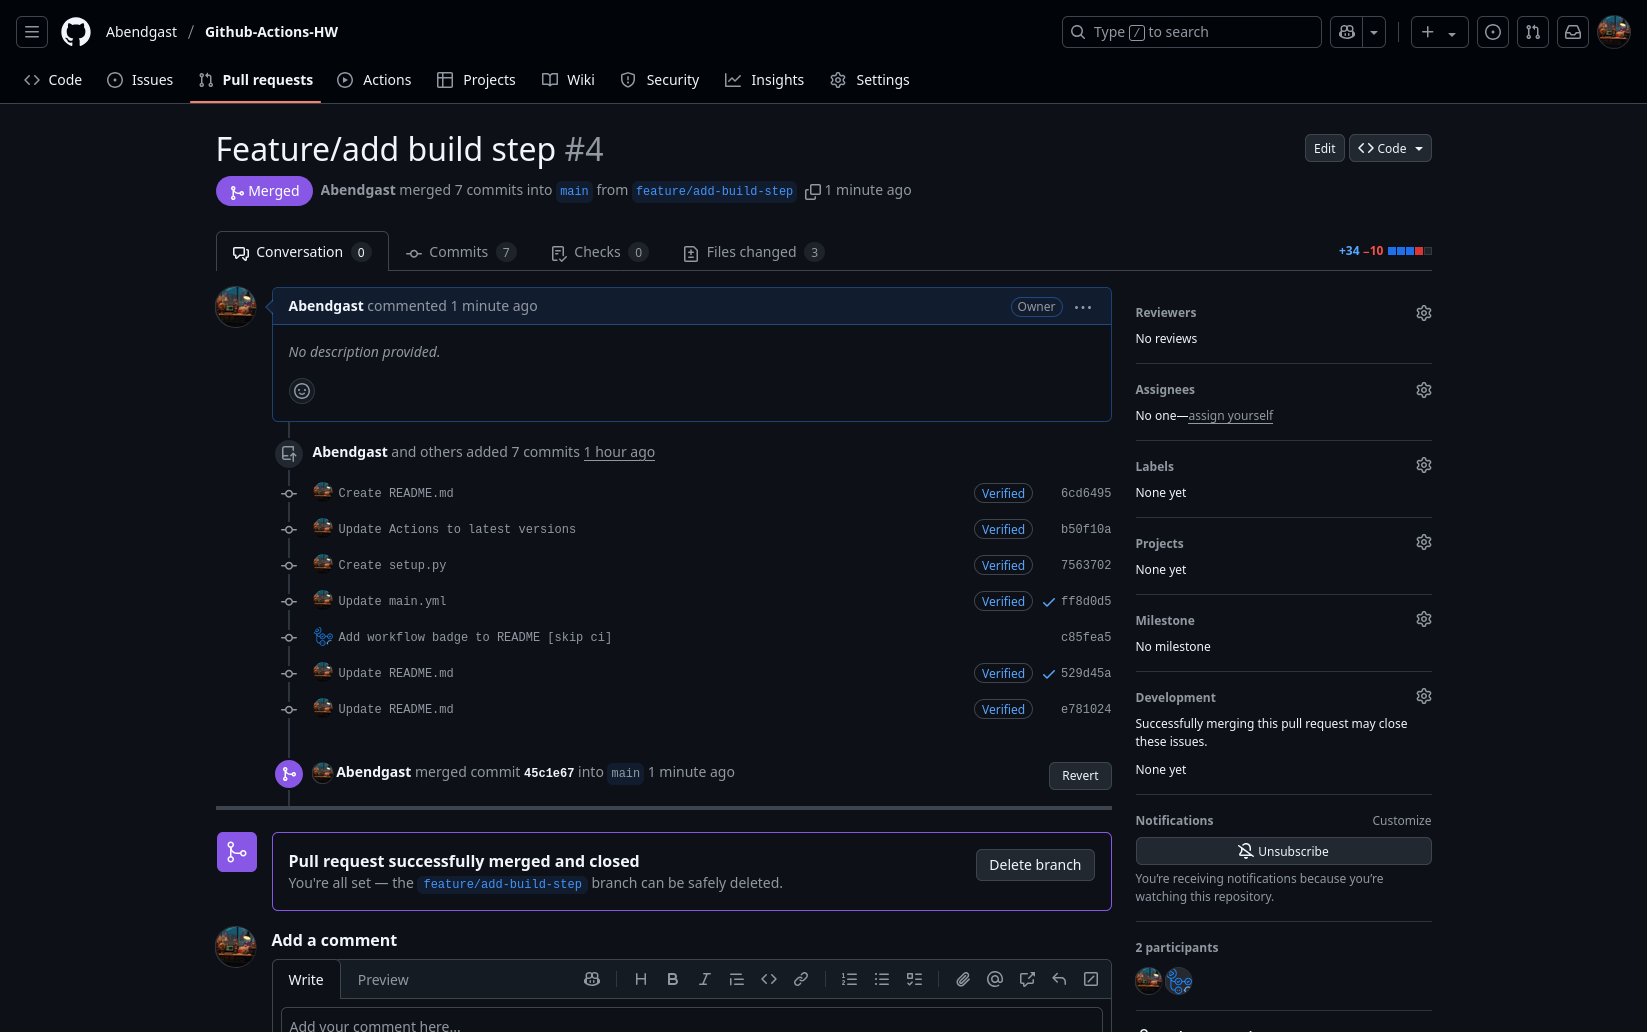 Abendgast / Github-Actions-HW
Type / to search
Code Issues Pull requests Actions Projects Wiki Security Insights Settings
Feature/add build step #4
Edit Code
Merged Abendgast merged 7 commits into main from feature/add-build-step 1 minute ago
Conversation 0 Commits 7 Checks 0 Files changed 3
+34 −10
Abendgast commented 1 minute ago Owner
No description provided.
Abendgast and others added 7 commits 1 hour ago
Create README.md Verified 6cd6495
Update Actions to latest versions Verified b50f10a
Create setup.py Verified 7563702
Update main.yml Verified ff8d0d5
Add workflow badge to README [skip ci] c85fea5
Update README.md Verified 529d45a
Update README.md Verified e781024
Abendgast merged commit 45c1e67 into main 1 minute ago
Revert
Pull request successfully merged and closed
You're all set — the feature/add-build-step branch can be safely deleted.
Delete branch
Add a comment
Write Preview
Add your comment here...
Reviewers
No reviews
Assignees
No one—assign yourself
Labels
None yet
Projects
None yet
Milestone
No milestone
Development
Successfully merging this pull request may close
these issues.
None yet
Notifications Customize
Unsubscribe
You're receiving notifications because you're
watching this repository.
2 participants